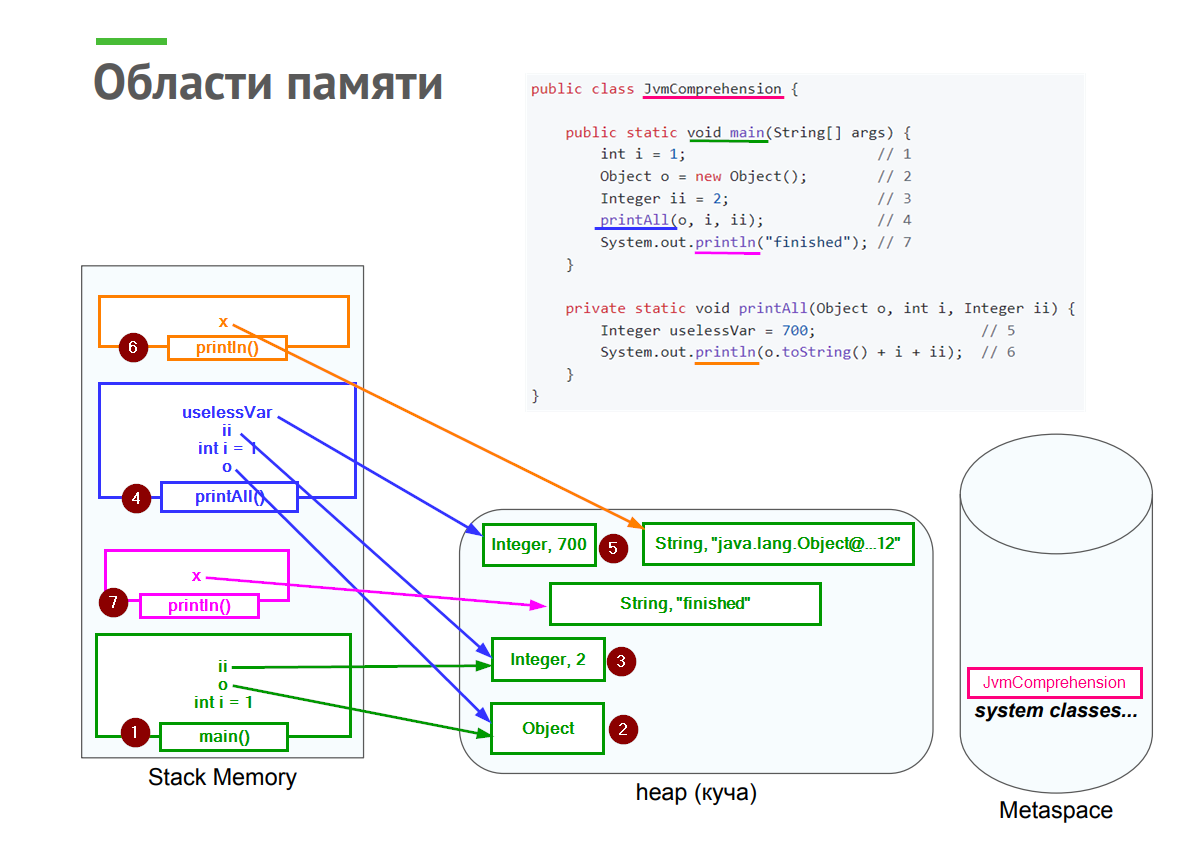 Области памяти
public class JvmComprehension {
public static void main(String[] args) {
int i = 1; // 1
Object o = new Object(); // 2
Integer ii = 2; // 3
printAll(o, i, ii); // 4
System.out.println("finished"); // 7
}
private static void printAll(Object o, int i, Integer ii) {
Integer uselessVar = 700; // 5
System.out.println(o.toString() + i + ii); // 6
}
}
x
6
println()
uselessVar
ii
int i = 1
o
4
printAll()
x
7
println()
ii
o
int i = 1
1
main()
Stack Memory
Integer, 700
5
String, "java.lang.Object@...12"
String, "finished"
Integer, 2
3
Object
2
heap (куча)
JvmComprehension
system classes...
Metaspace